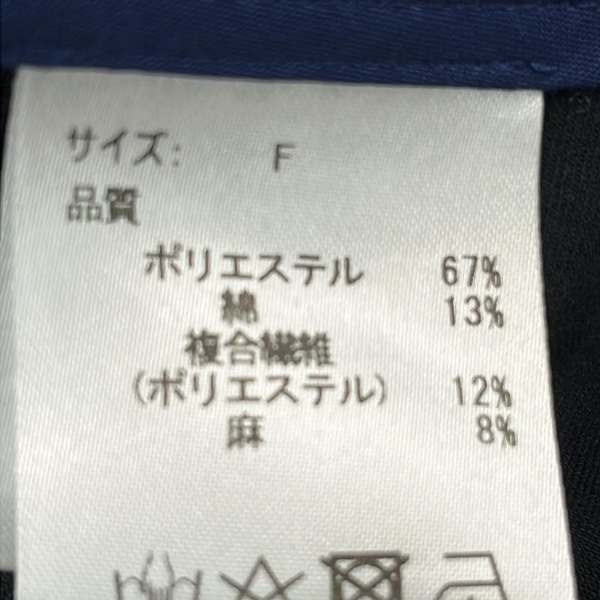 サイズ: F
品質
ポリエステル 67%
綿 13%
複合繊維
(ポリエステル) 12%
麻 8%